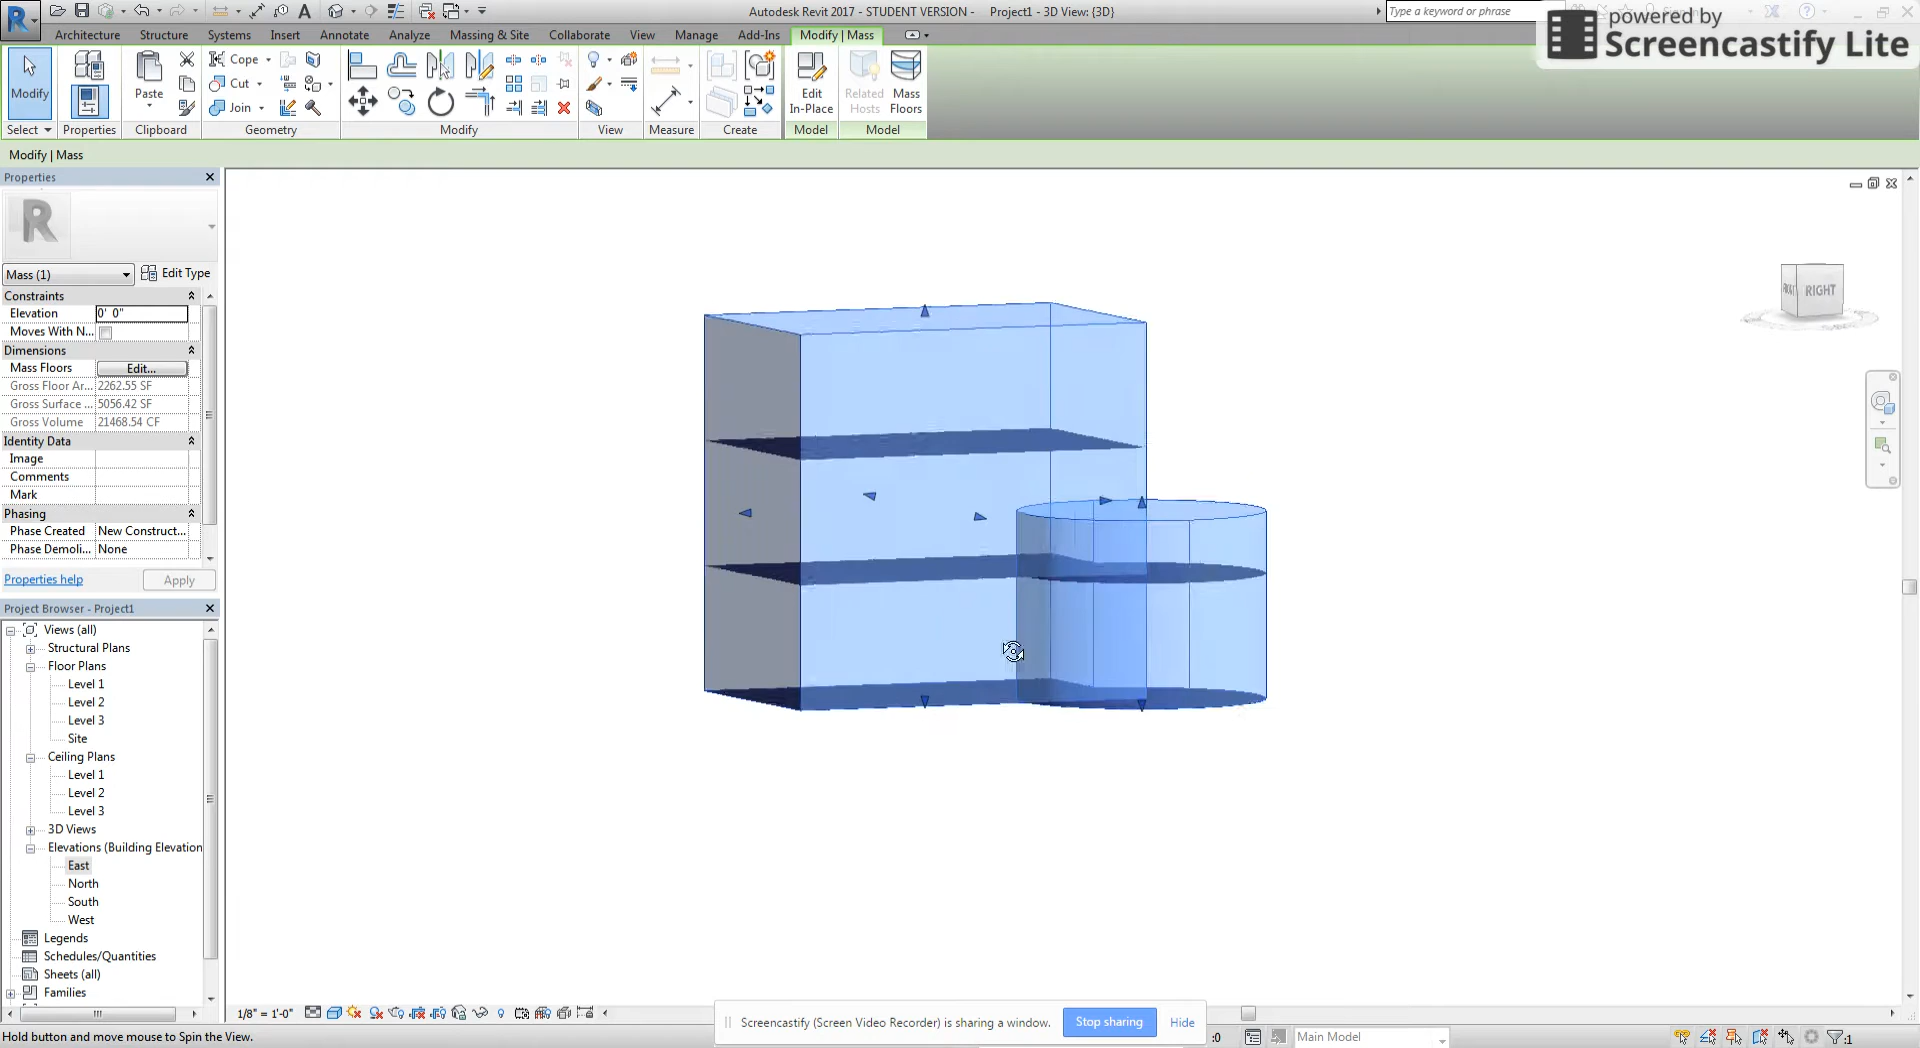 Autodesk Revit 2017 - STUDENT VERSION - Project1 - 3D View: {3D}
Type a keyword or phrase
powered by
Screencastify Lite
Architecture Structure Systems Insert Annotate Analyze Massing & Site Collaborate View Manage Add-Ins Modify | Mass
Modify
Paste
Cope
Cut
Join
Edit
In-Place
Related
Hosts
Mass
Floors
Select Properties Clipboard Geometry Modify View Measure Create Model Model
Modify | Mass
Properties
R
Mass (1) Edit Type
Constraints
Elevation 0' 0"
Moves With N...
Dimensions
Mass Floors Edit...
Gross Floor Ar... 2262.55 SF
Gross Surface ... 5056.42 SF
Gross Volume 21468.54 CF
Identity Data
Image
Comments
Mark
Phasing
Phase Created New Construct...
Phase Demoli... None
Properties help Apply
Project Browser - Project1
Views (all)
Structural Plans
Floor Plans
Level 1
Level 2
Level 3
Site
Ceiling Plans
Level 1
Level 2
Level 3
3D Views
Elevations (Building Elevation
East
North
South
West
Legends
Schedules/Quantities
Sheets (all)
Families
RIGHT
1/8" = 1'-0"
Screencastify (Screen Video Recorder) is sharing a window. Stop sharing Hide
Hold button and move mouse to Spin the View.
:0 Main Model :1